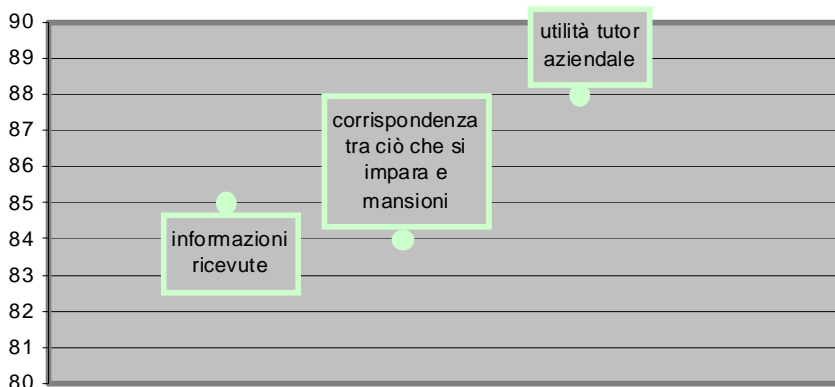 90
89
88
87
86
85
84
83
82
81
80
utilità tutor
aziendale
corrispondenza
tra ciò che si
impara e
mansioni
informazioni
ricevute